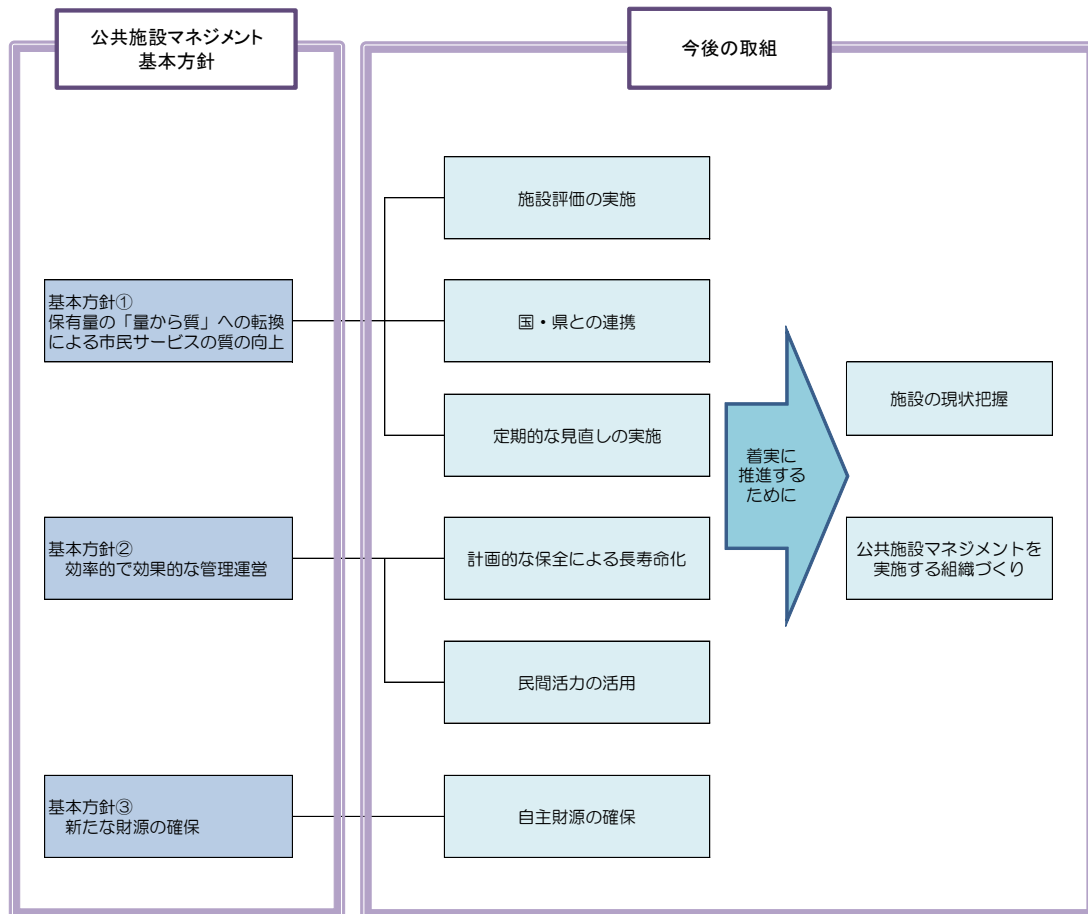 公共施設マネジメント
基本方針
今後の取組
基本方針①
保有量の「量から質」への転換
による市民サービスの質の向上
基本方針②
効率的で効果的な管理運営
基本方針③
新たな財源の確保
施設評価の実施
国・県との連携
定期的な見直しの実施
計画的な保全による長寿命化
民間活力の活用
自主財源の確保
着実に
推進する
ために
施設の現状把握
公共施設マネジメントを
実施する組織づくり